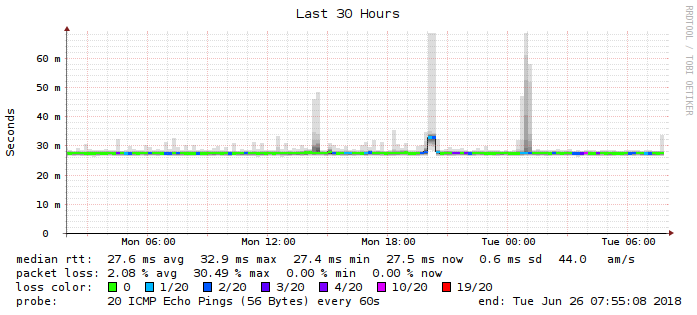 Last 30 Hours
RRDTOOL / TOBI OETIKER
Seconds
60 m
50 m
40 m
30 m
20 m
10 m
0
Mon 06:00 Mon 12:00 Mon 18:00 Tue 00:00 Tue 06:00
median rtt: 27.6 ms avg 32.9 ms max 27.4 ms min 27.5 ms now 0.6 ms sd 44.0 am/s
packet loss: 2.08 % avg 30.49 % max 0.00 % min 0.00 % now
loss color: 0 1/20 2/20 3/20 4/20 10/20 19/20
probe: 20 ICMP Echo Pings (56 Bytes) every 60s end: Tue Jun 26 07:55:08 2018